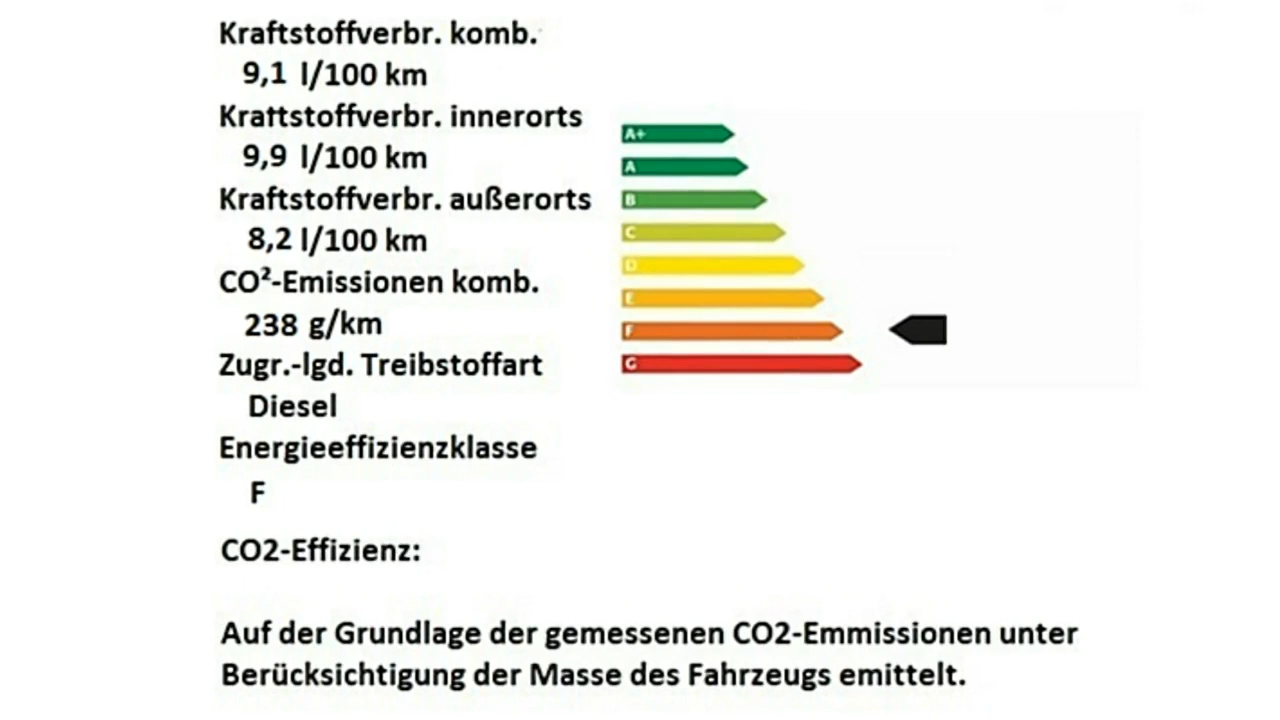 Kraftstoffverbr. komb.
9,1 l/100 km
Krattstoffverbr. innerorts
9,9 l/100 km
Kraftstoffverbr. außerorts
8,2 l/100 km
CO²-Emissionen komb.
238 g/km
Zugr.-lgd. Treibstoffart
Diesel
Energieeffizienzklasse
F
A+
A
B
C
D
E
F
G
CO2-Effizienz:
Auf der Grundlage der gemessenen CO2-Emmissionen unter
Berücksichtigung der Masse des Fahrzeugs emittelt.